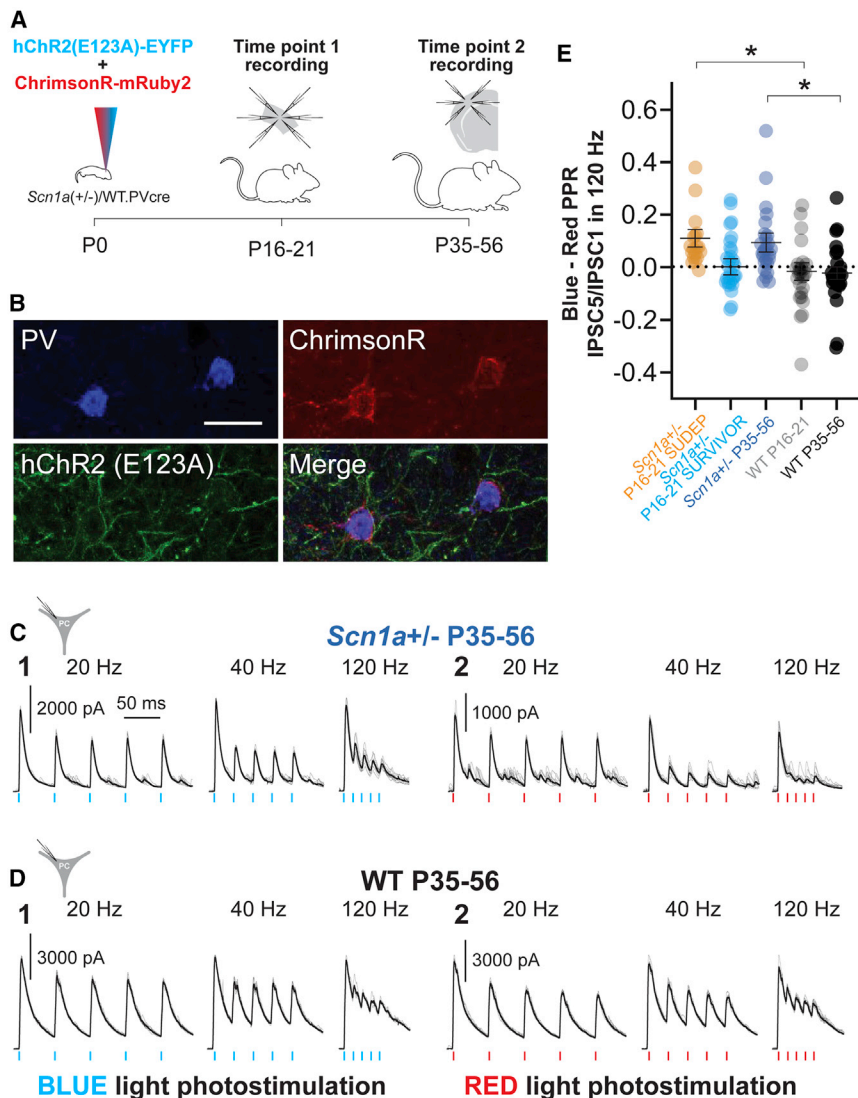 A
hChR2(E123A)-EYFP
+
ChrimsonR-mRuby2
Scn1a(+/-)/WT.PVcre
Time point 1
recording
Time point 2
recording
P0
P16-21
P35-56
B
PV
ChrimsonR
hChR2 (E123A)
Merge
E
Blue - Red PPR
IPSC5/IPSC1 in 120 Hz
*
*
0.6
0.4
0.2
0.0
-0.2
-0.4
Scn1a+/-
P16-21 SUDEP
Scn1a+/-
P16-21 SURVIVOR
Scn1a+/- P35-56
WT P16-21
WT P35-56
C
PC
Scn1a+/- P35-56
1
20 Hz
40 Hz
120 Hz
2
20 Hz
40 Hz
120 Hz
2000 pA
50 ms
1000 pA
D
PC
WT P35-56
1
20 Hz
40 Hz
120 Hz
2
20 Hz
40 Hz
120 Hz
3000 pA
3000 pA
BLUE light photostimulation
RED light photostimulation